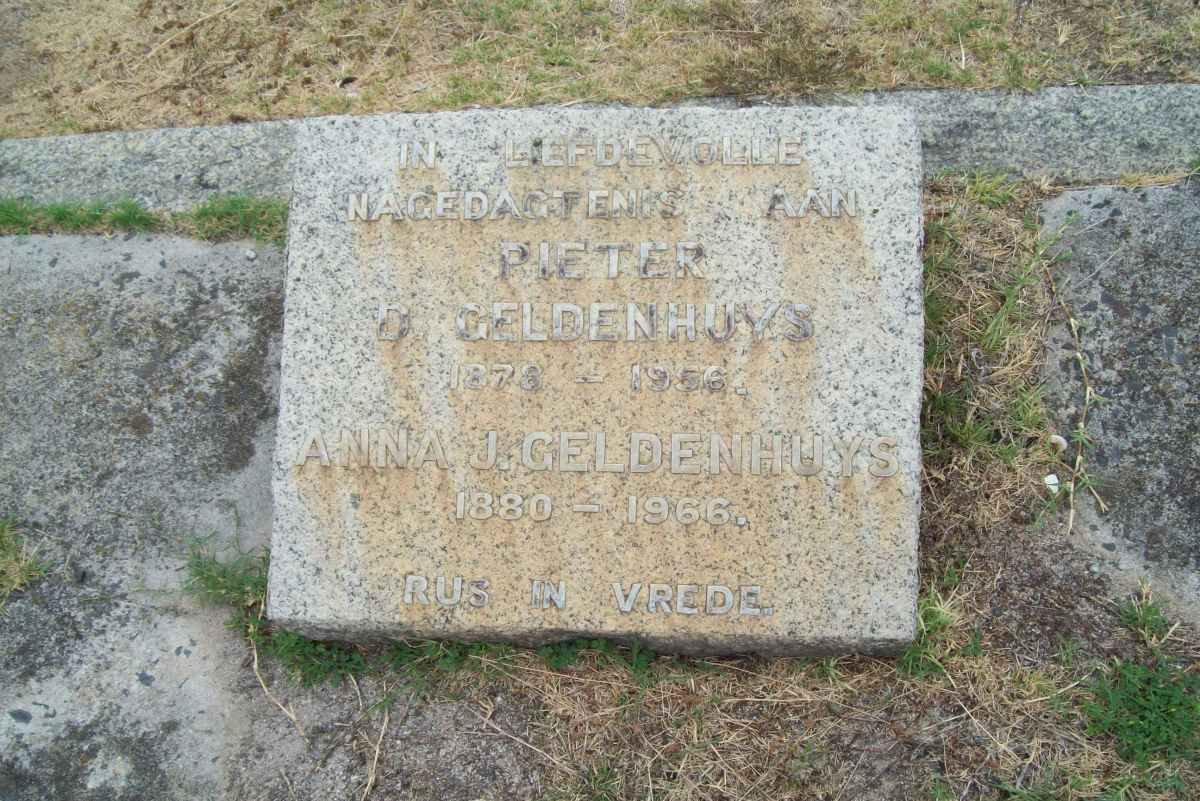 IN LIEFDEVOLLE
NAGEDAGTENIS AAN
PIETER
D GELDENHUYS
1878 – 1956.
ANNA J. GELDENHUYS
1880 – 1966.
RUS IN VREDE.